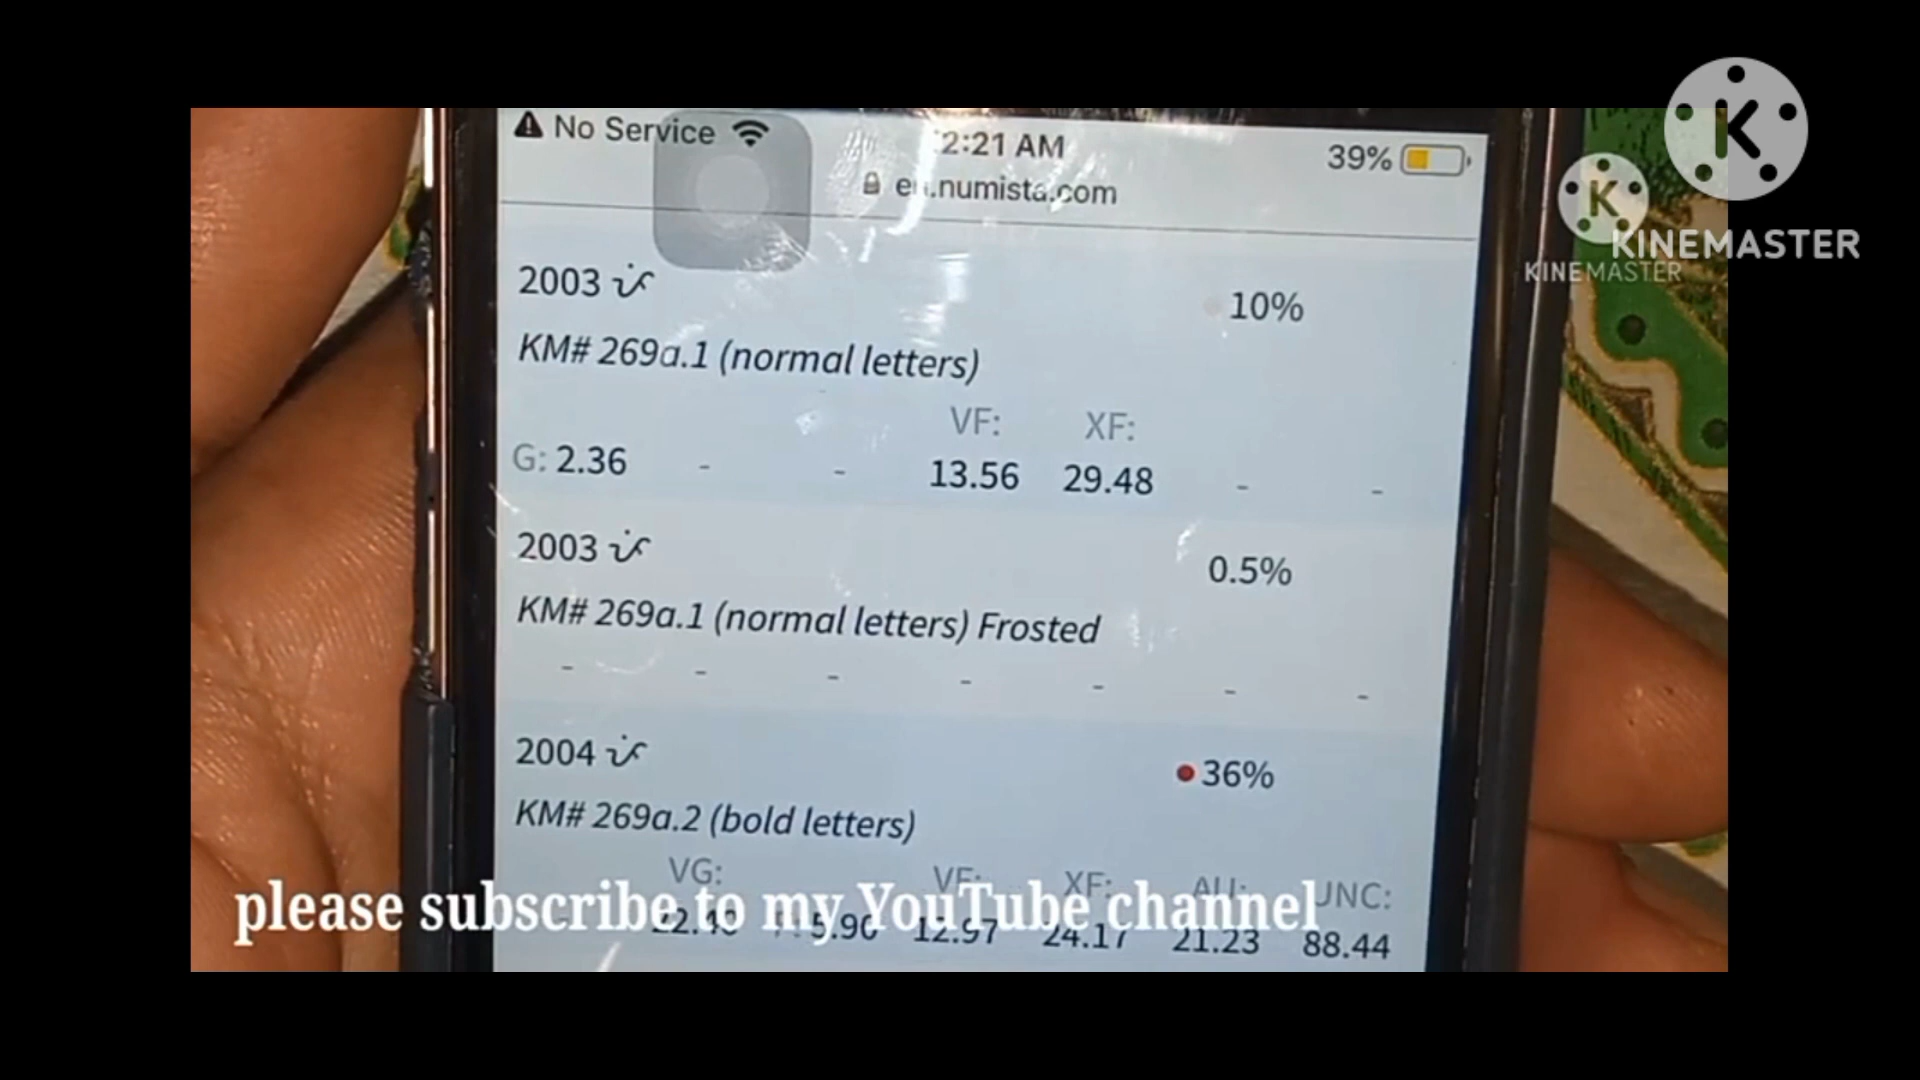 No Service
2:21 AM
39%
en.numista.com
2003
10%
KM# 269a.1 (normal letters)
VF: XF:
G: 2.36 - - 13.56 29.48 - -
2003
0.5%
KM# 269a.1 (normal letters) Frosted
- - - - - - -
2004
36%
KM# 269a.2 (bold letters)
VG: VF: XF: AU: UNC:
5.90 12.97 24.17 21.23 88.44
please subscribe to my YouTube channel
K
KINEMASTER
K
KINEMASTER